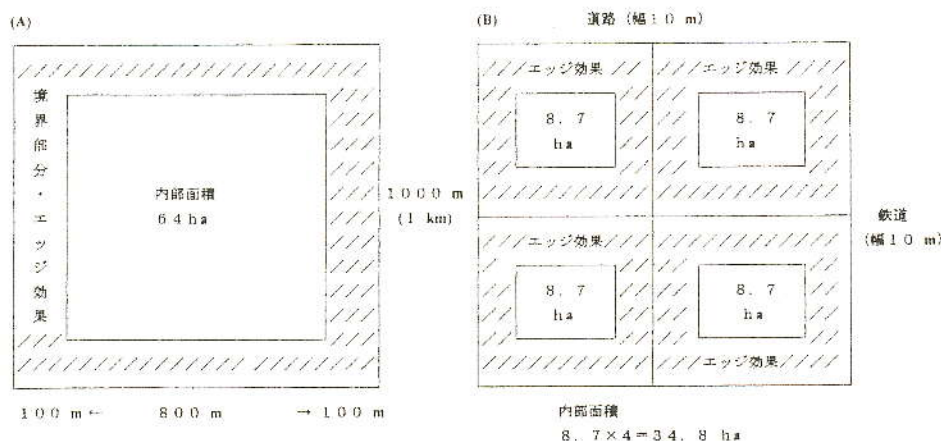 (A)
境界部分・エッジ効果
内部面積
64ha
1000m
(1km)
100m← 800m →100m
(B)
道路(幅10m)
エッジ効果
エッジ効果
8.7
ha
8.7
ha
鉄道
(幅10m)
エッジ効果
8.7
ha
8.7
ha
エッジ効果
内部面積
8.7×4=34.8ha